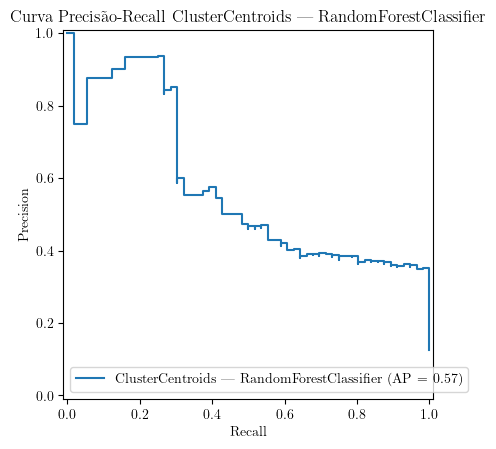 Curva Precisão-Recall ClusterCentroids — RandomForestClassifier
1.0
0.8
0.6
0.4
0.2
0.0
Precision
ClusterCentroids — RandomForestClassifier (AP = 0.57)
0.0 0.2 0.4 0.6 0.8 1.0
Recall